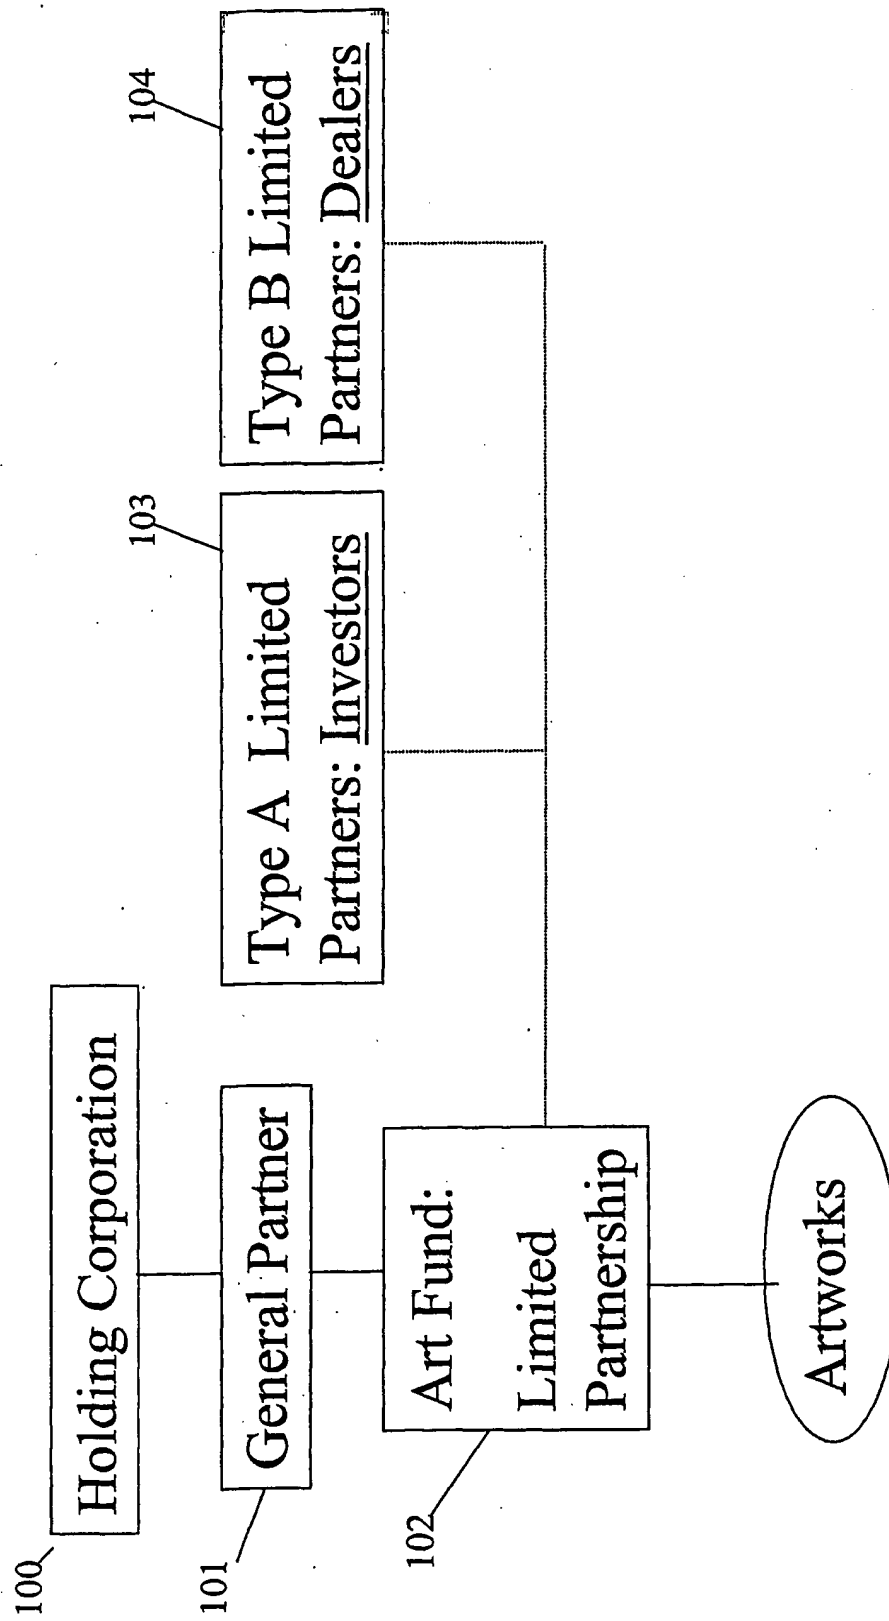 100
Holding Corporation
101
General Partner
102
Art Fund:
Limited
Partnership
Artworks
103
Type A Limited
Partners: Investors
104
Type B Limited
Partners: Dealers